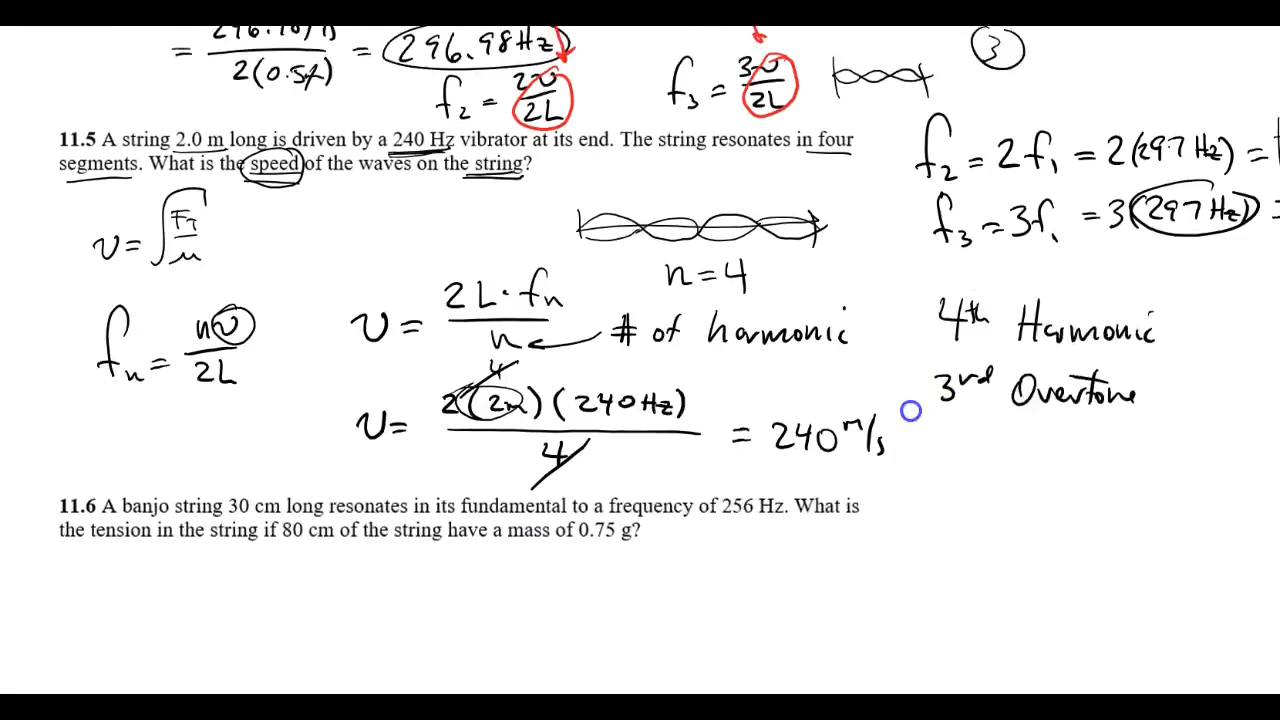 = / 2(0.5 ) = 296.98 Hz
f₂ = 2v / 2L
f₃ = 3v / 2L
3
11.5 A string 2.0 m long is driven by a 240 Hz vibrator at its end. The string resonates in four
segments. What is the speed of the waves on the string?
f₂ = 2f₁ = 2(297 Hz) =
f₃ = 3f₁ = 3(297 Hz) =
v = √ F_T / μ
n = 4
f_n = nv / 2L
v = 2L · f_n / n ← # of harmonic
4th Harmonic
3rd Overtone
4
v = 2(2m)(240 Hz) / 4 = 240 m/s
11.6 A banjo string 30 cm long resonates in its fundamental to a frequency of 256 Hz. What is
the tension in the string if 80 cm of the string have a mass of 0.75 g?